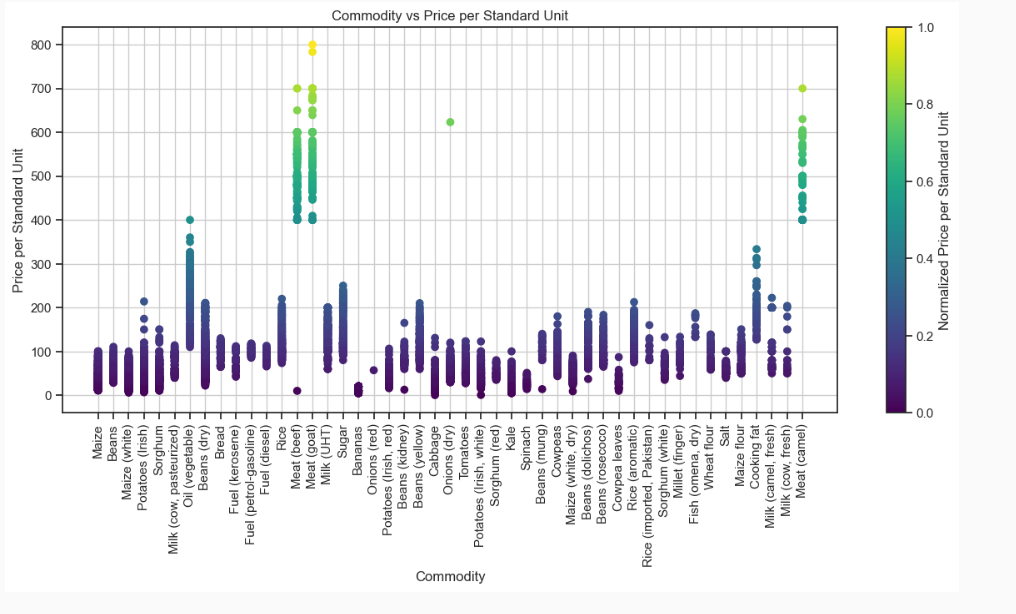 Commodity vs Price per Standard Unit
Price per Standard Unit
800
700
600
500
400
300
200
100
0
Maize
Beans
Maize (white)
Potatoes (Irish)
Sorghum
Milk (cow, pasteurized)
Oil (vegetable)
Beans (dry)
Bread
Fuel (kerosene)
Fuel (petrol-gasoline)
Fuel (diesel)
Rice
Meat (beef)
Meat (goat)
Milk (UHT)
Sugar
Bananas
Onions (red)
Potatoes (Irish, red)
Beans (kidney)
Beans (yellow)
Cabbage
Onions (dry)
Tomatoes
Potatoes (Irish, white)
Sorghum (red)
Kale
Spinach
Beans (mung)
Cowpeas
Maize (white, dry)
Beans (dolichos)
Beans (rosecoco)
Cowpea leaves
Rice (aromatic)
Rice (imported, Pakistan)
Sorghum (white)
Millet (finger)
Fish (omena, dry)
Wheat flour
Salt
Maize flour
Cooking fat
Milk (camel, fresh)
Milk (cow, fresh)
Meat (camel)
Commodity
1.0
0.8
0.6
0.4
0.2
0.0
Normalized Price per Standard Unit